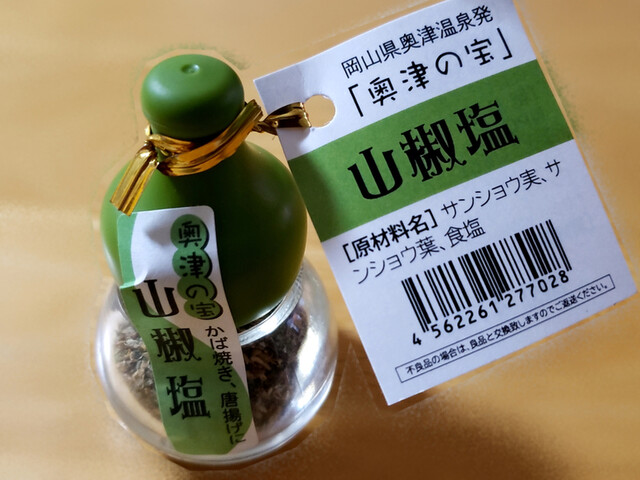 岡山県奥津温泉発
「奥津の宝」
山椒塩
[原材料名] サンショウ実、サ
ンショウ葉、食塩
4 562261 277028
不良品の場合は、良品と交換致しますのでご返送ください。
奥津の宝
山椒塩
かば焼き、唐揚げに